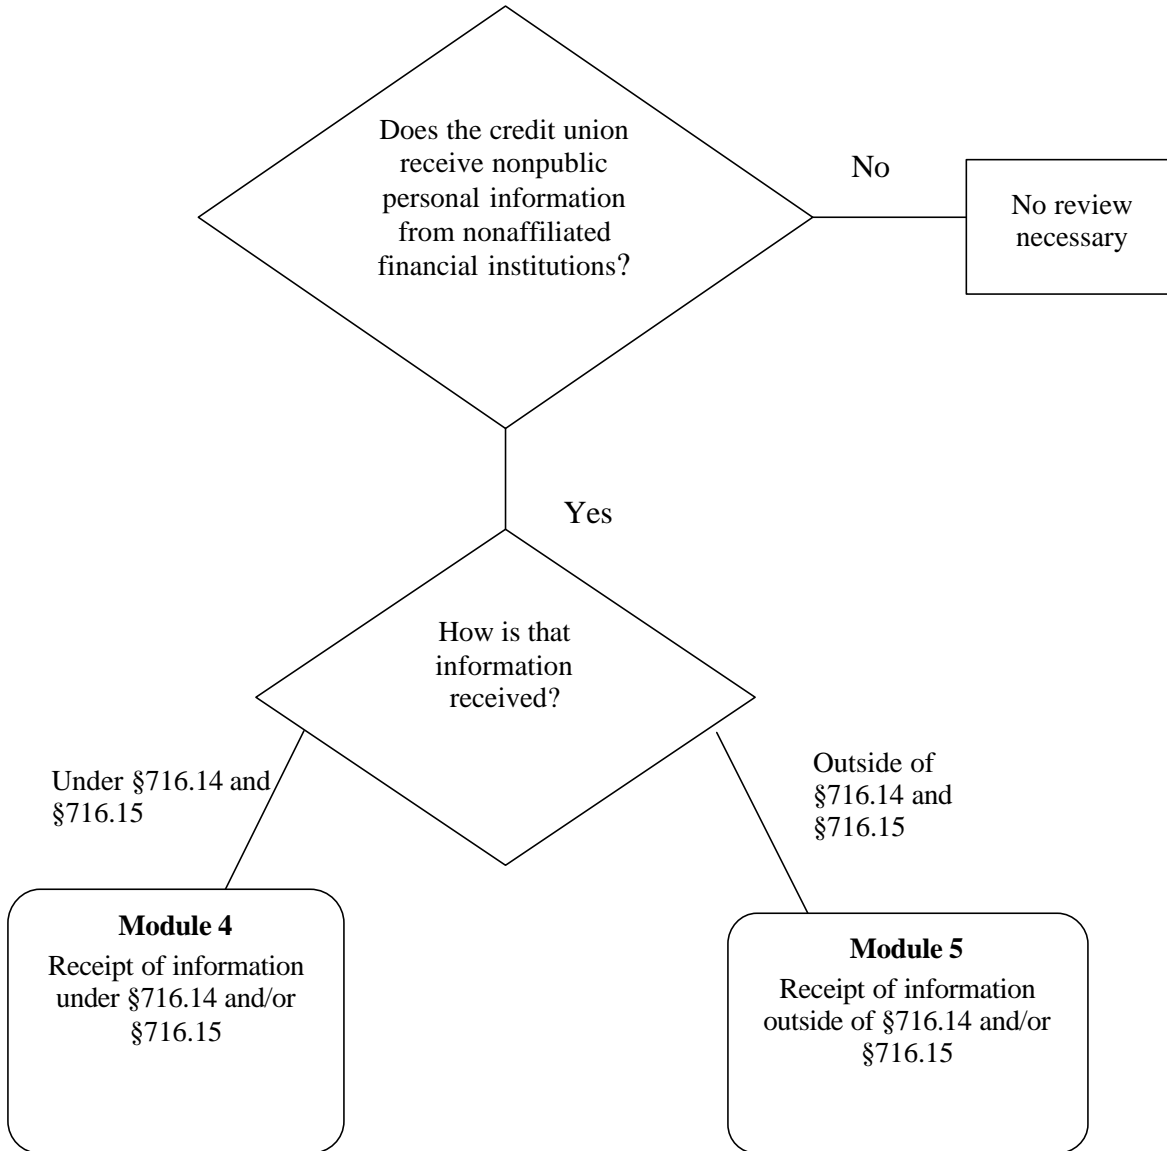 Does the credit union
receive nonpublic
personal information
from nonaffiliated
financial institutions?
No
No review
necessary
Yes
How is that
information
received?
Under §716.14 and
§716.15
Outside of
§716.14 and
§716.15
Module 4
Receipt of information
under §716.14 and/or
§716.15
Module 5
Receipt of information
outside of §716.14 and/or
§716.15